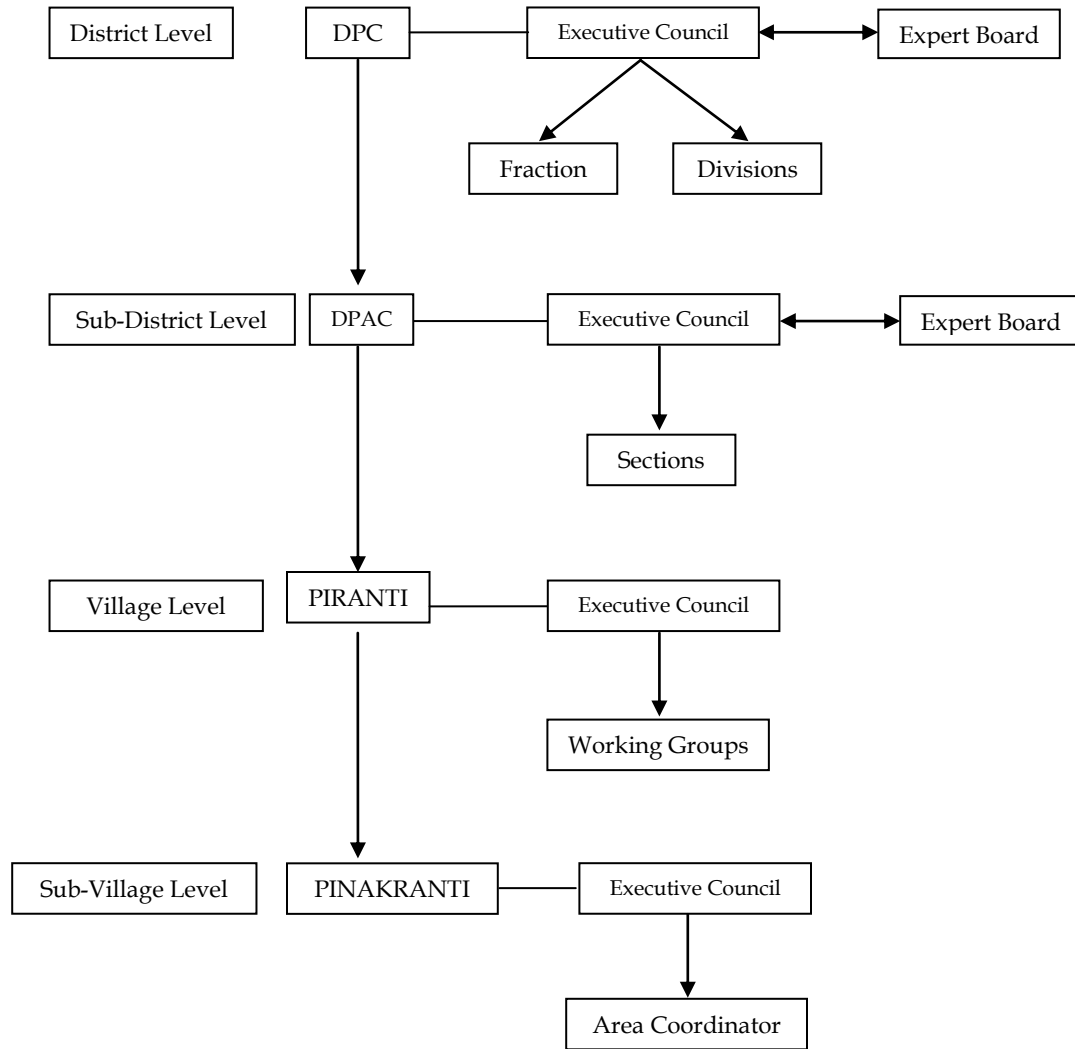 District Level
DPC
Executive Council
Expert Board
Fraction
Divisions
Sub-District Level
DPAC
Executive Council
Expert Board
Sections
Village Level
PIRANTI
Executive Council
Working Groups
Sub-Village Level
PINAKRANTI
Executive Council
Area Coordinator